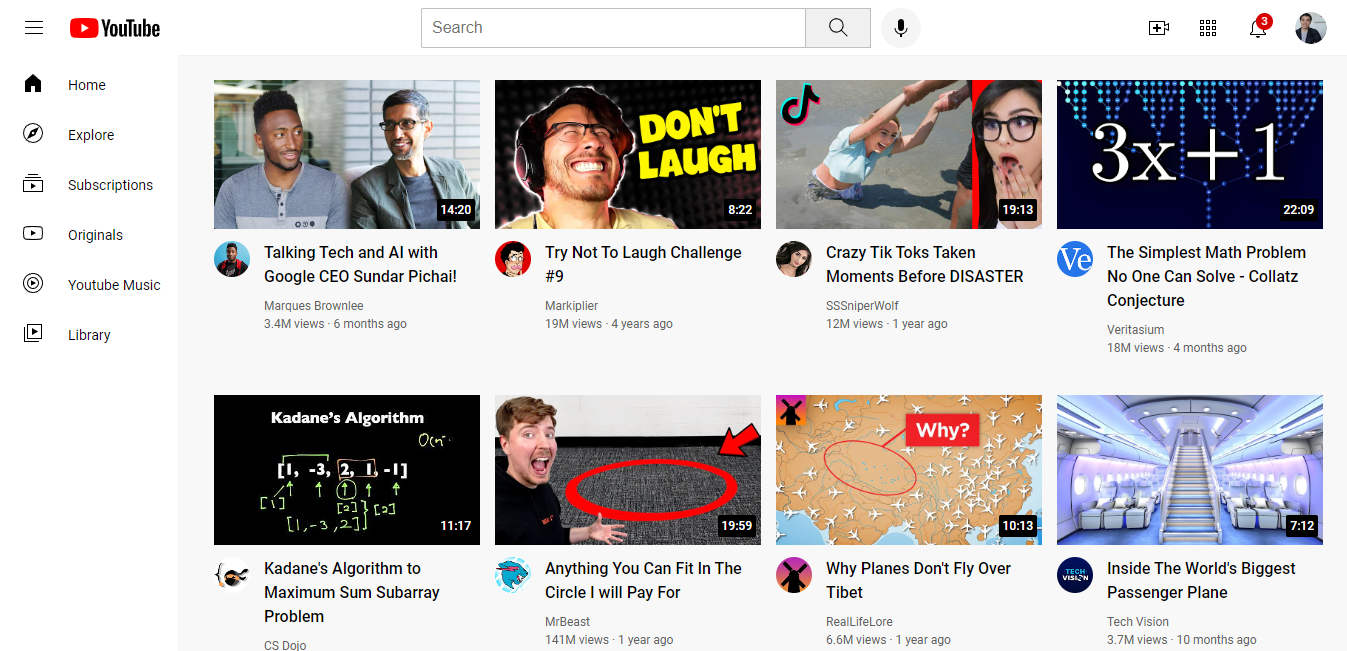 YouTube
Search
3
Home
Explore
Subscriptions
Originals
Youtube Music
Library
14:20
Talking Tech and AI with
Google CEO Sundar Pichai!
Marques Brownlee
3.4M views · 6 months ago
DON'T
LAUGH
8:22
Try Not To Laugh Challenge
#9
Markiplier
19M views · 4 years ago
19:13
Crazy Tik Toks Taken
Moments Before DISASTER
SSSniperWolf
12M views · 1 year ago
3x+1
22:09
Ve
The Simplest Math Problem
No One Can Solve - Collatz
Conjecture
Veritasium
18M views · 4 months ago
Kadane's Algorithm
[1, -3, 2, 1, -1]
[1] [2] [2]
[1, -3, 2]
11:17
Kadane's Algorithm to
Maximum Sum Subarray
Problem
CS Dojo
19:59
Anything You Can Fit In The
Circle I will Pay For
MrBeast
141M views · 1 year ago
Why?
10:13
Why Planes Don't Fly Over
Tibet
RealLifeLore
6.6M views · 1 year ago
7:12
TECH-
VISION
Inside The World's Biggest
Passenger Plane
Tech Vision
3.7M views · 10 months ago